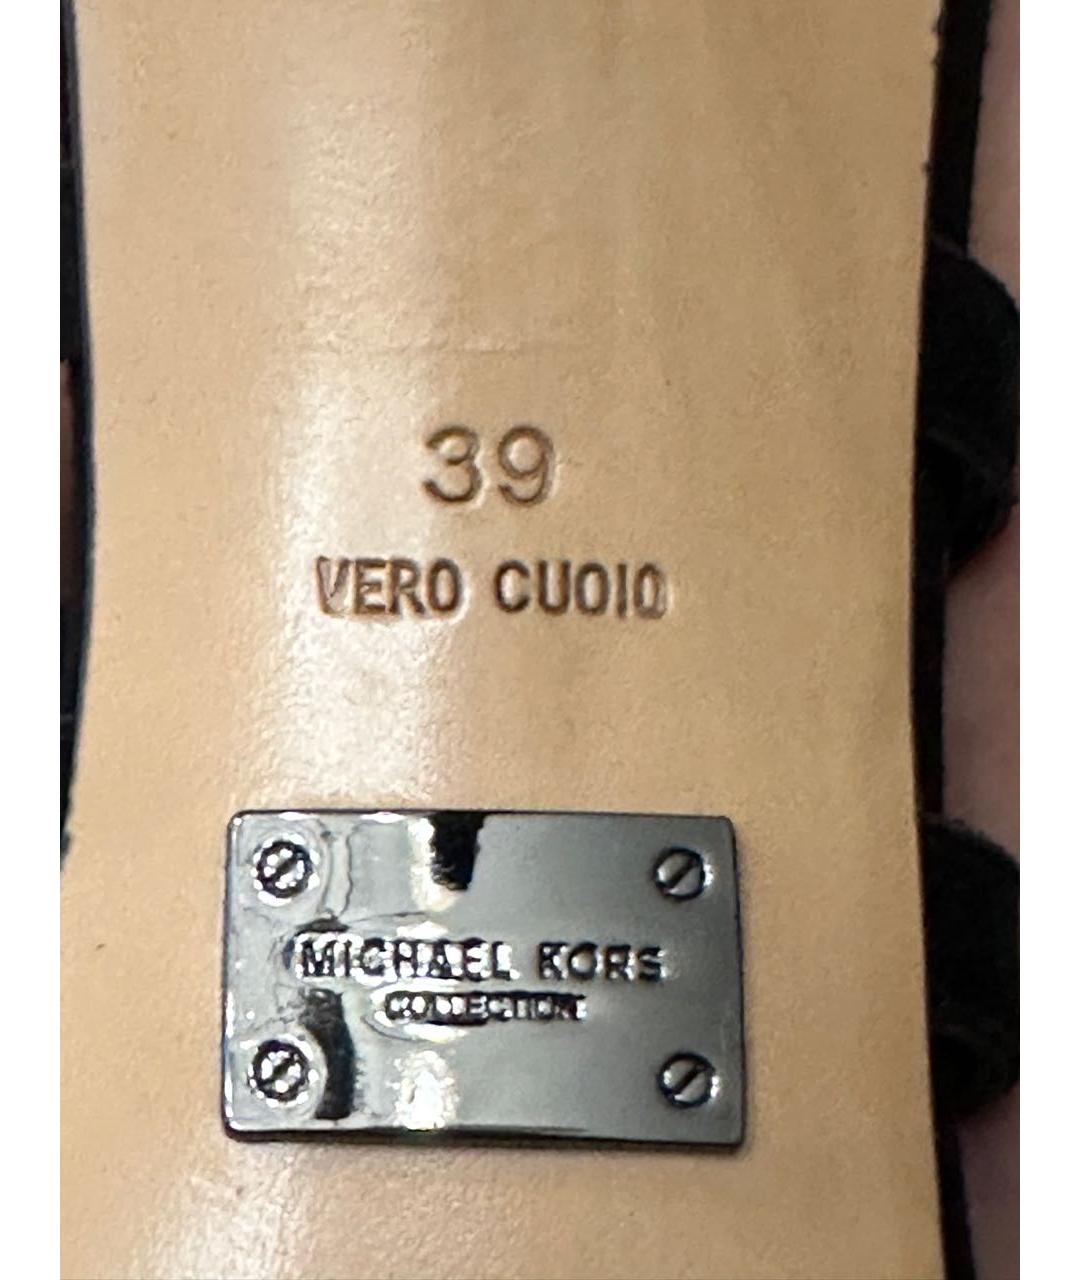 39
VERO CUOIO
MICHAEL KORS
COLLECTION